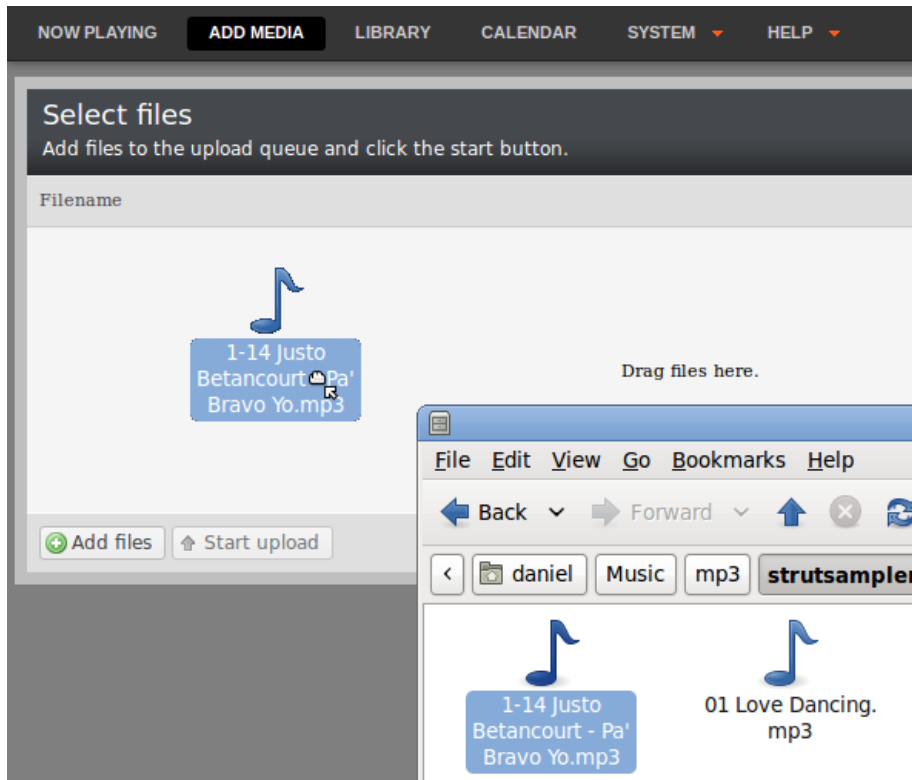 NOW PLAYING ADD MEDIA LIBRARY CALENDAR SYSTEM HELP
Select files
Add files to the upload queue and click the start button.
Filename
1-14 Justo
Betancourt - Pa'
Bravo Yo.mp3
Drag files here.
Add files Start upload
File Edit View Go Bookmarks Help
Back Forward
daniel Music mp3 strutsampler
1-14 Justo
Betancourt - Pa'
Bravo Yo.mp3
01 Love Dancing.
mp3